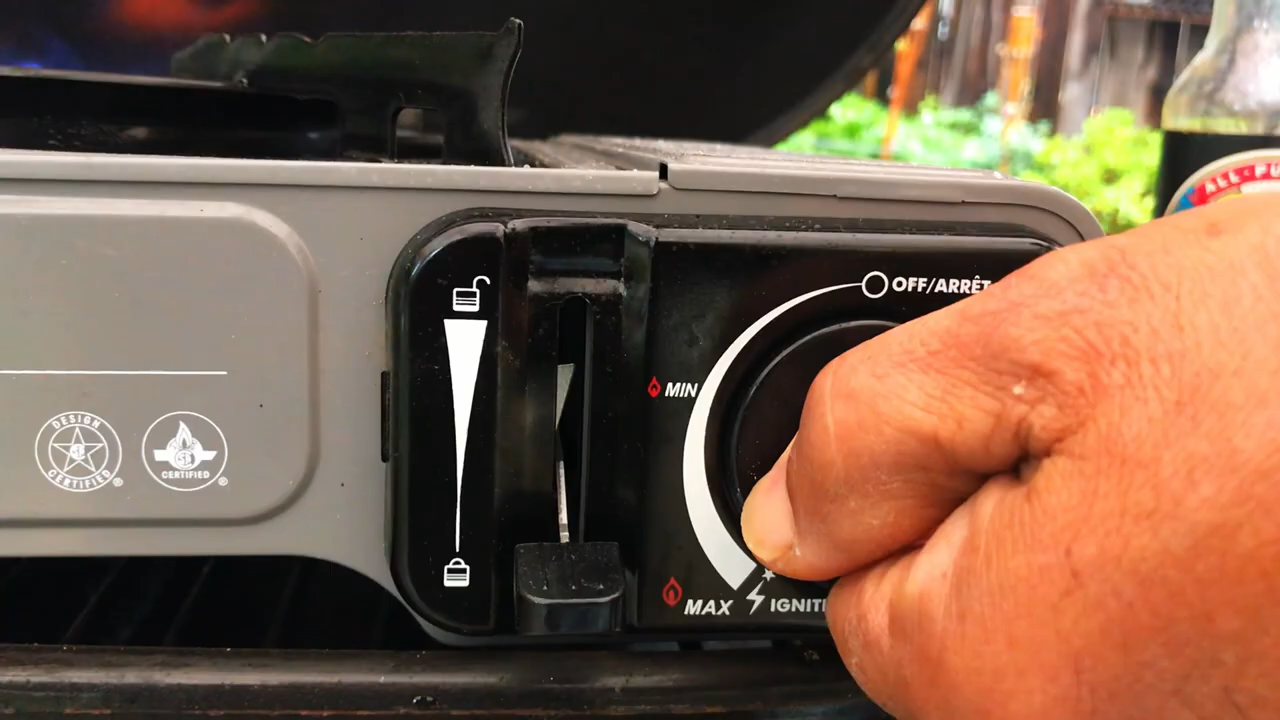 OFF/ARRÊT
MIN
MAX
DESIGN
CERTIFIED
®
CERTIFIED
®